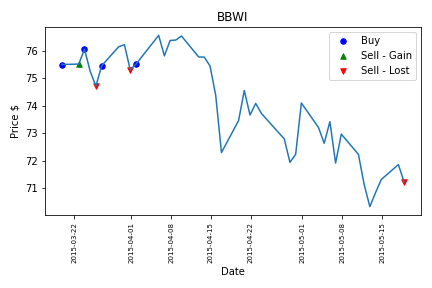 BBWI
Buy
Sell - Gain
Sell - Lost
Price $
76
75
74
73
72
71
2015-03-22
2015-04-01
2015-04-08
2015-04-15
2015-04-22
2015-05-01
2015-05-08
2015-05-15
Date